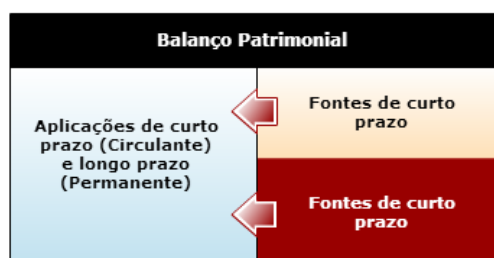 Balanço Patrimonial
Aplicações de curto
prazo (Circulante)
e longo prazo
(Permanente)
Fontes de curto
prazo
Fontes de curto
prazo